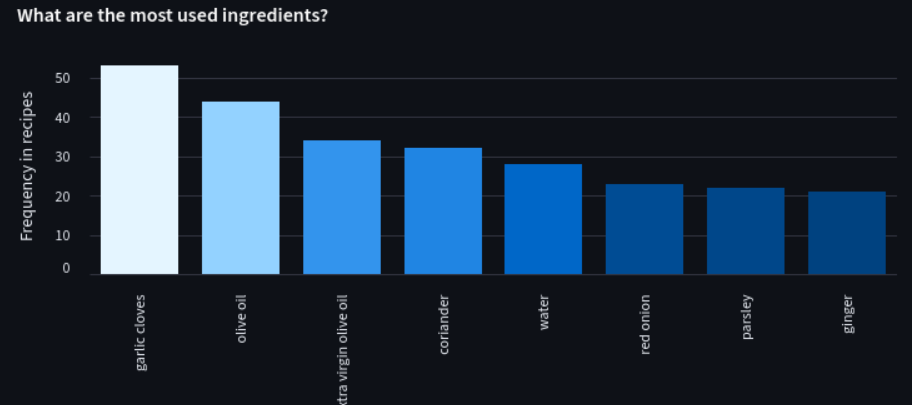 What are the most used ingredients?
Frequency in recipes
50
40
30
20
10
0
garlic cloves
olive oil
xtra virgin olive oil
coriander
water
red onion
parsley
ginger